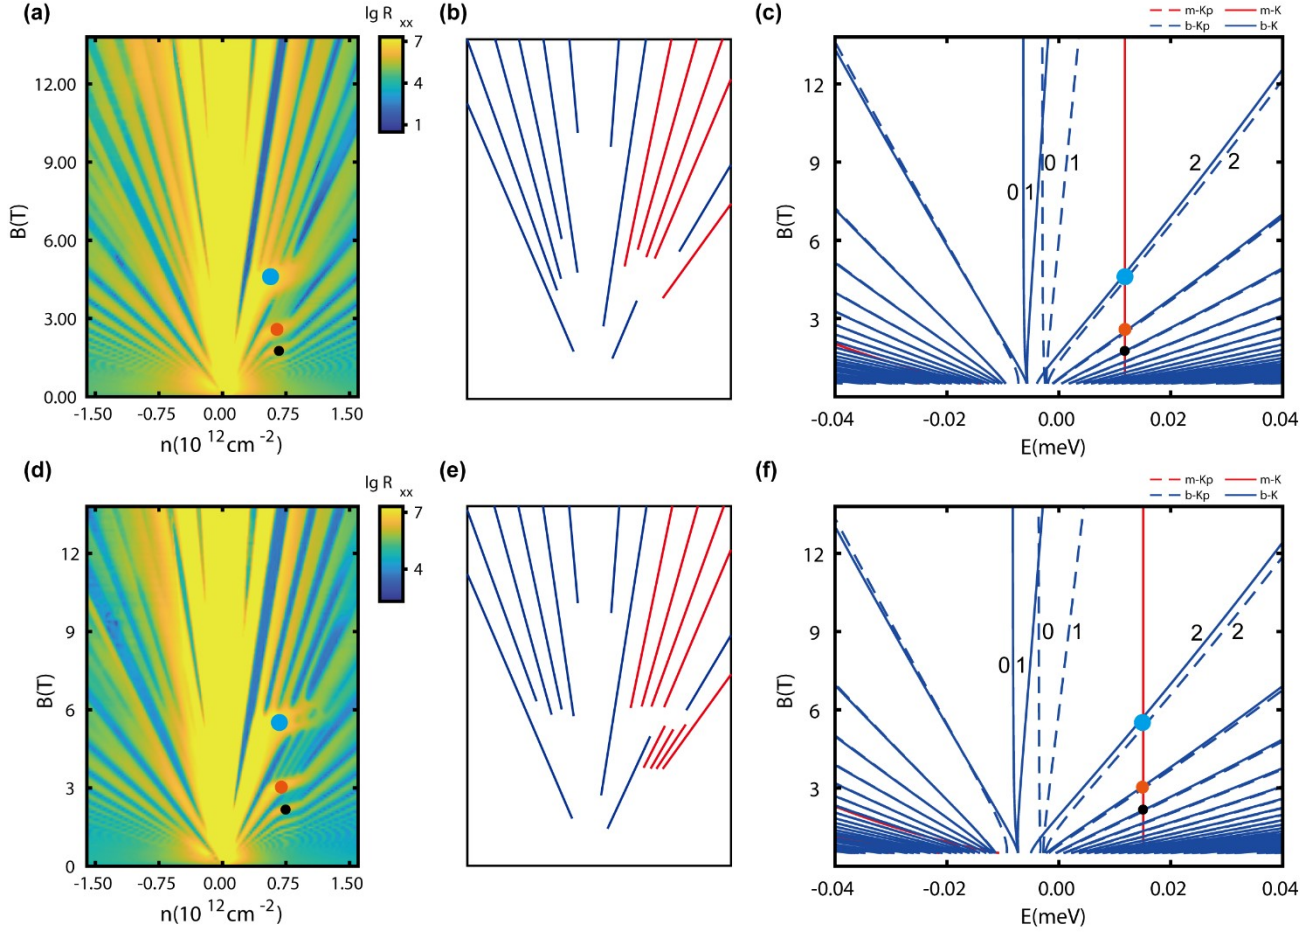 (a)
lg R xx
7
4
1
12.00
9.00
6.00
3.00
0.00
B(T)
-1.50 -0.75 0.00 0.75 1.50
n(10 12 cm -2)
(b)
(c)
m-Kp m-K
b-Kp b-K
12
9
6
3
B(T)
0 1 0 1 2 2
-0.04 -0.02 0.00 0.02 0.04
E(meV)
(d)
lg R xx
7
4
12
9
6
3
0
B(T)
-1.50 -0.75 0.00 0.75 1.50
n(10 12 cm -2)
(e)
(f)
m-Kp m-K
b-Kp b-K
12
9
6
3
B(T)
0 1 0 1 2 2
-0.04 -0.02 0.00 0.02 0.04
E(meV)